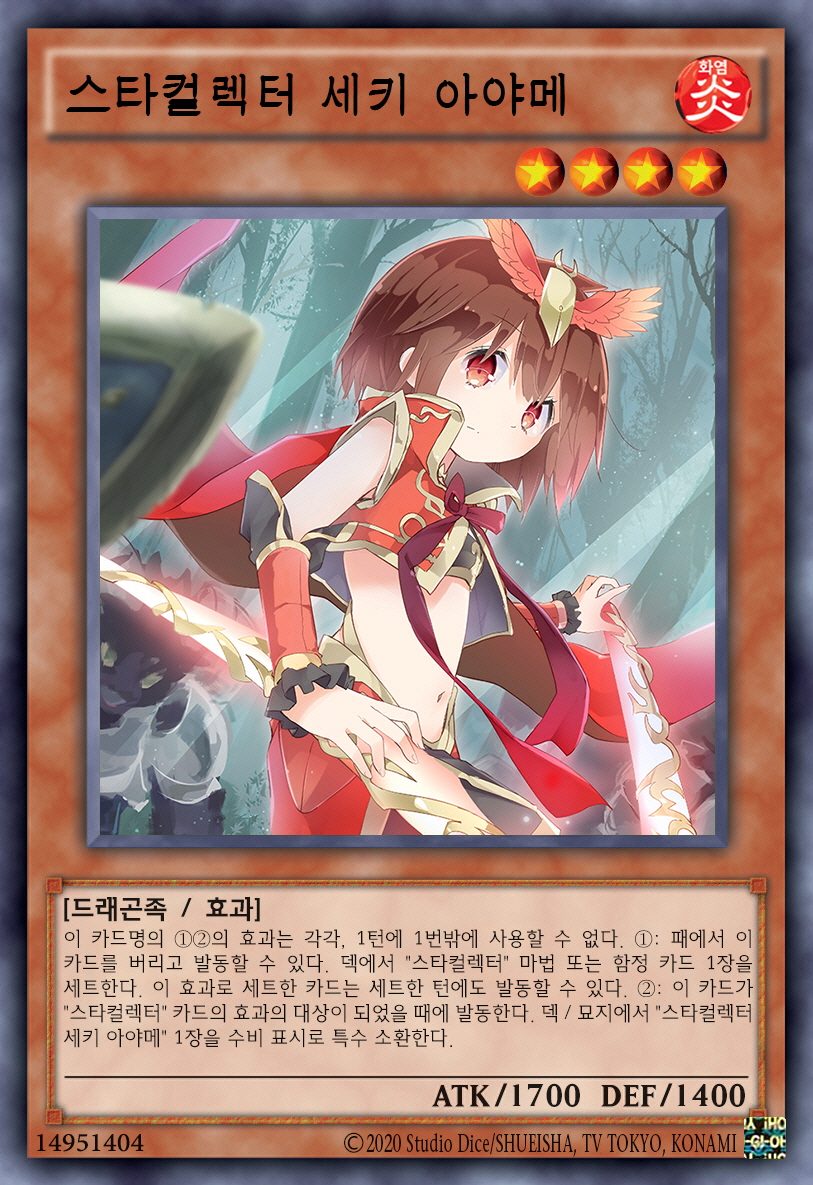 스타컬렉터 세키 아야메
화염
炎
[드래곤족 / 효과]
이 카드명의 ①②의 효과는 각각, 1턴에 1번밖에 사용할 수 없다. ①: 패에서 이
카드를 버리고 발동할 수 있다. 덱에서 "스타컬렉터" 마법 또는 함정 카드 1장을
세트한다. 이 효과로 세트한 카드는 세트한 턴에도 발동할 수 있다. ②: 이 카드가
"스타컬렉터" 카드의 효과의 대상이 되었을 때에 발동한다. 덱 / 묘지에서 "스타컬렉터
세키 아야메" 1장을 수비 표시로 특수 소환한다.
ATK/1700 DEF/1400
14951404 ©2020 Studio Dice/SHUEISHA, TV TOKYO, KONAMI